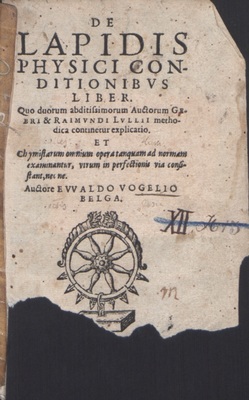 DE
LAPIDIS
PHYSICI CON-
DITIONIBVS
LIBER.
Quo duorum abditissimorum Auctorum GE-
BRI & RAIMVNDI LVLLII metho-
dica continetur explicatio.
ET
Chymistarum omnium opera tanquam ad normam
examinantur, utrum in perfectionis via consi-
stant, nec ne.
Auctore EVVALDO VOGELIO
BELGA.
XII